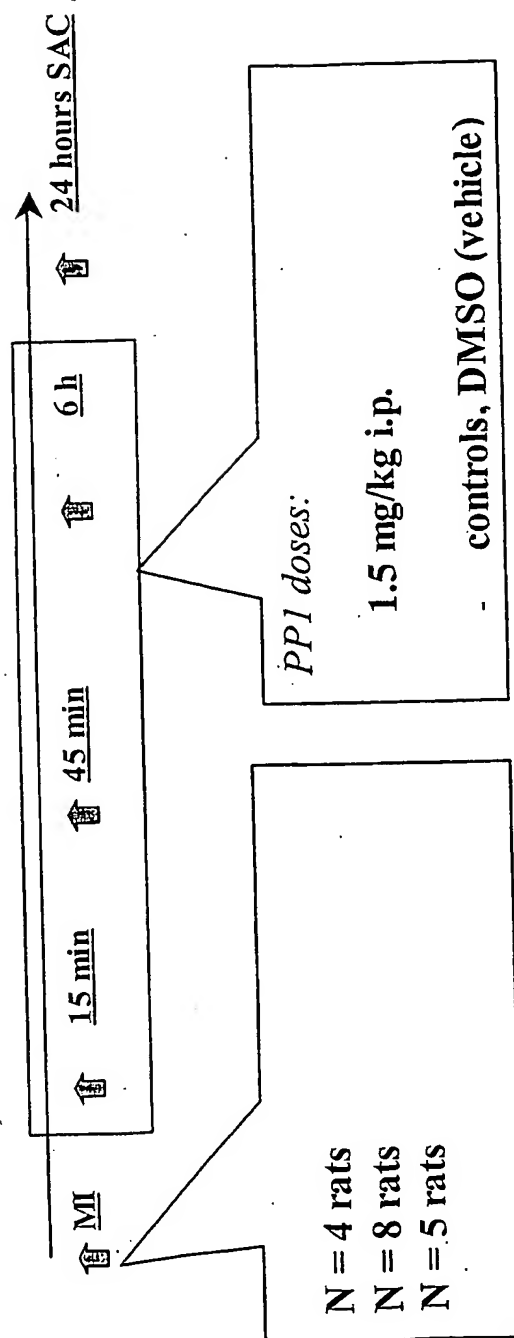 MI
15 min
45 min
6 h
24 hours SAC
N = 4 rats
N = 8 rats
N = 5 rats
PP1 doses:
1.5 mg/kg i.p.
- controls, DMSO (vehicle)